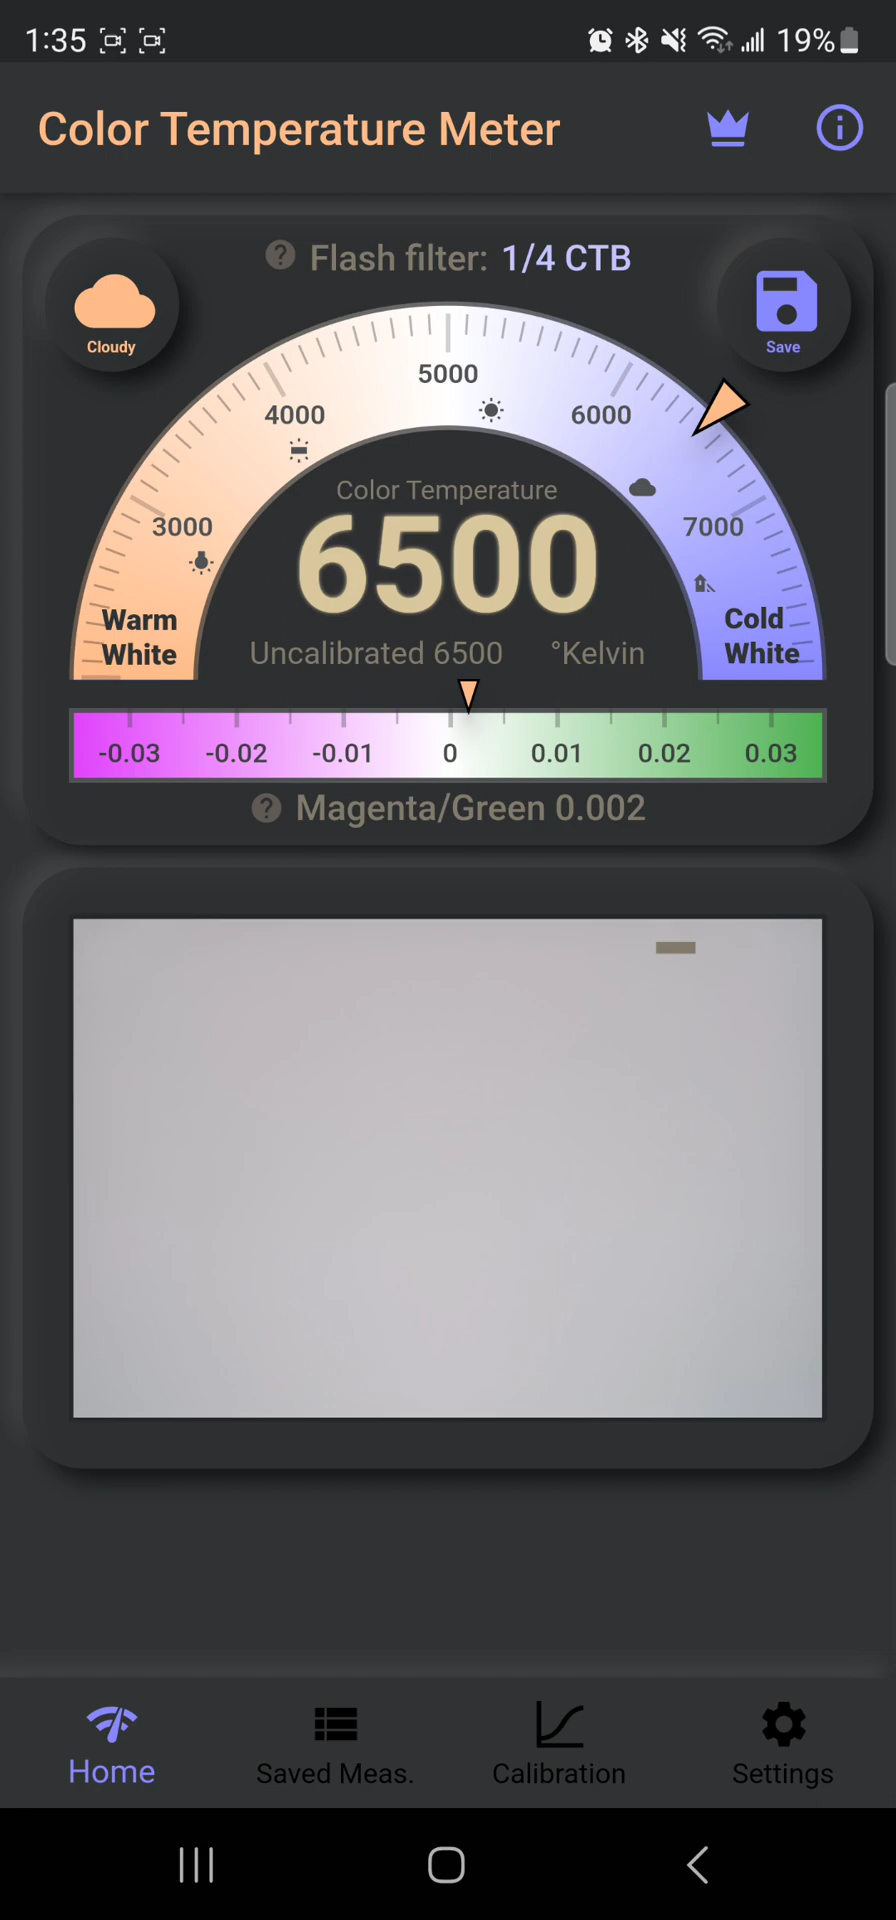 1:35 19%
Color Temperature Meter
Flash filter: 1/4 CTB
Cloudy
Save
5000
4000
6000
Color Temperature
3000
7000
6500
Warm
White
Cold
White
Uncalibrated 6500 °Kelvin
-0.03 -0.02 -0.01 0 0.01 0.02 0.03
Magenta/Green 0.002
Home
Saved Meas.
Calibration
Settings